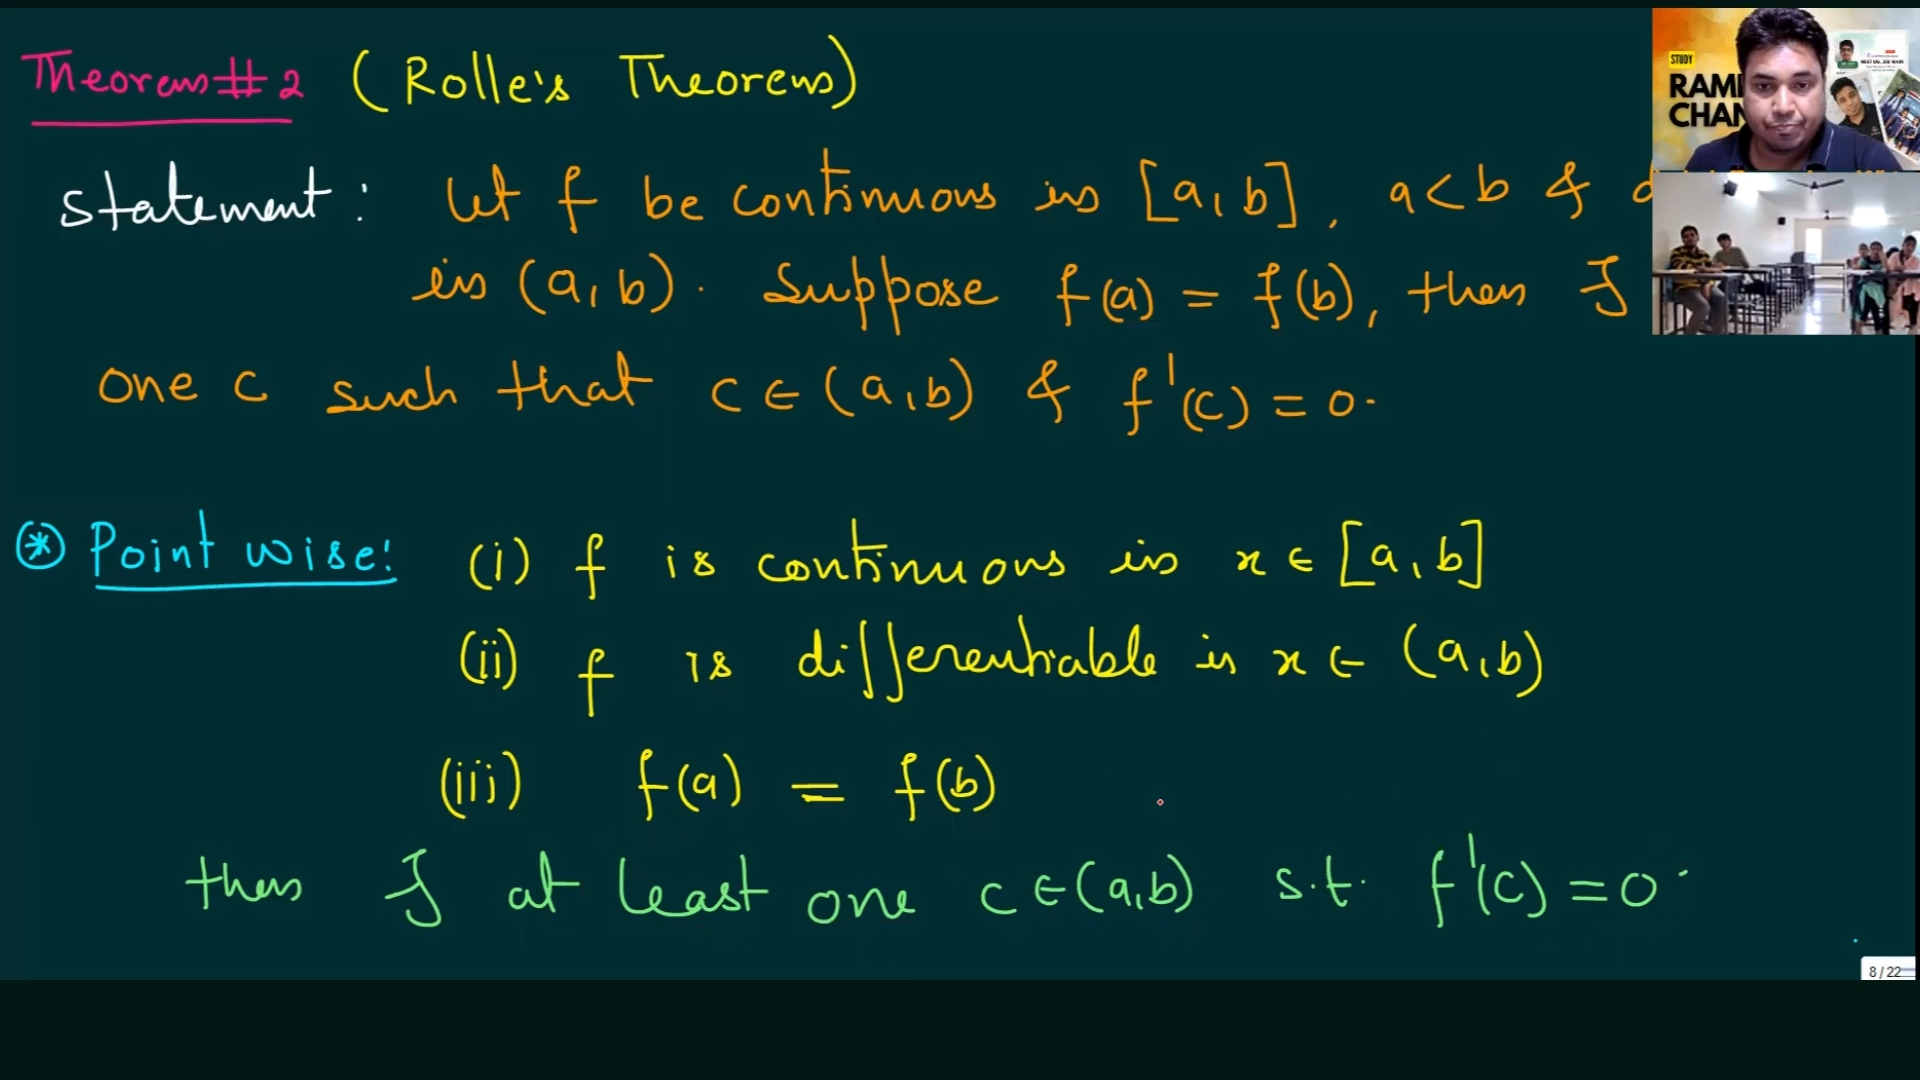 Theorem #2 (Rolle's Theorem)
STUDY
RAM
CHAN
statement : Let f be continuous in [a, b], a<b &
in (a, b). Suppose f(a) = f(b), then ∃
one c such that c ∈ (a, b) & f'(c) = 0.
⊛ Point wise: (i) f is continuous in x ∈ [a, b]
(ii) f is differentiable in x ∈ (a, b)
(iii) f(a) = f(b)
then ∃ at least one c ∈ (a,b) s.t. f'(c) = 0.
8 / 22